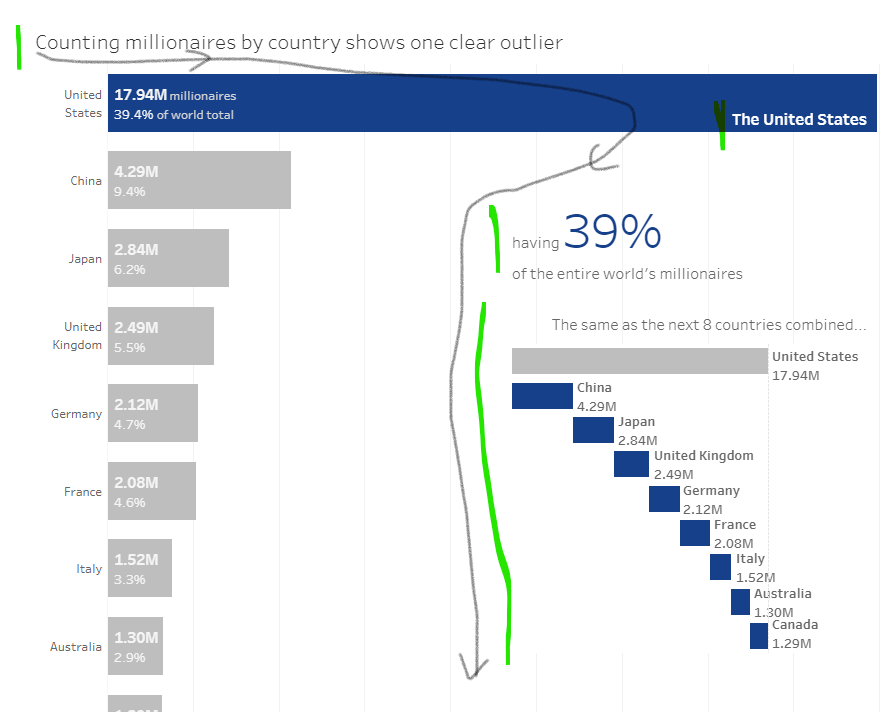 Counting millionaires by country shows one clear outlier
United
States
17.94M millionaires
39.4% of world total
The United States
China
4.29M
9.4%
Japan
2.84M
6.2%
United
Kingdom
2.49M
5.5%
Germany
2.12M
4.7%
France
2.08M
4.6%
Italy
1.52M
3.3%
Australia
1.30M
2.9%
having 39%
of the entire world's millionaires
The same as the next 8 countries combined...
United States
17.94M
China
4.29M
Japan
2.84M
United Kingdom
2.49M
Germany
2.12M
France
2.08M
Italy
1.52M
Australia
1.30M
Canada
1.29M